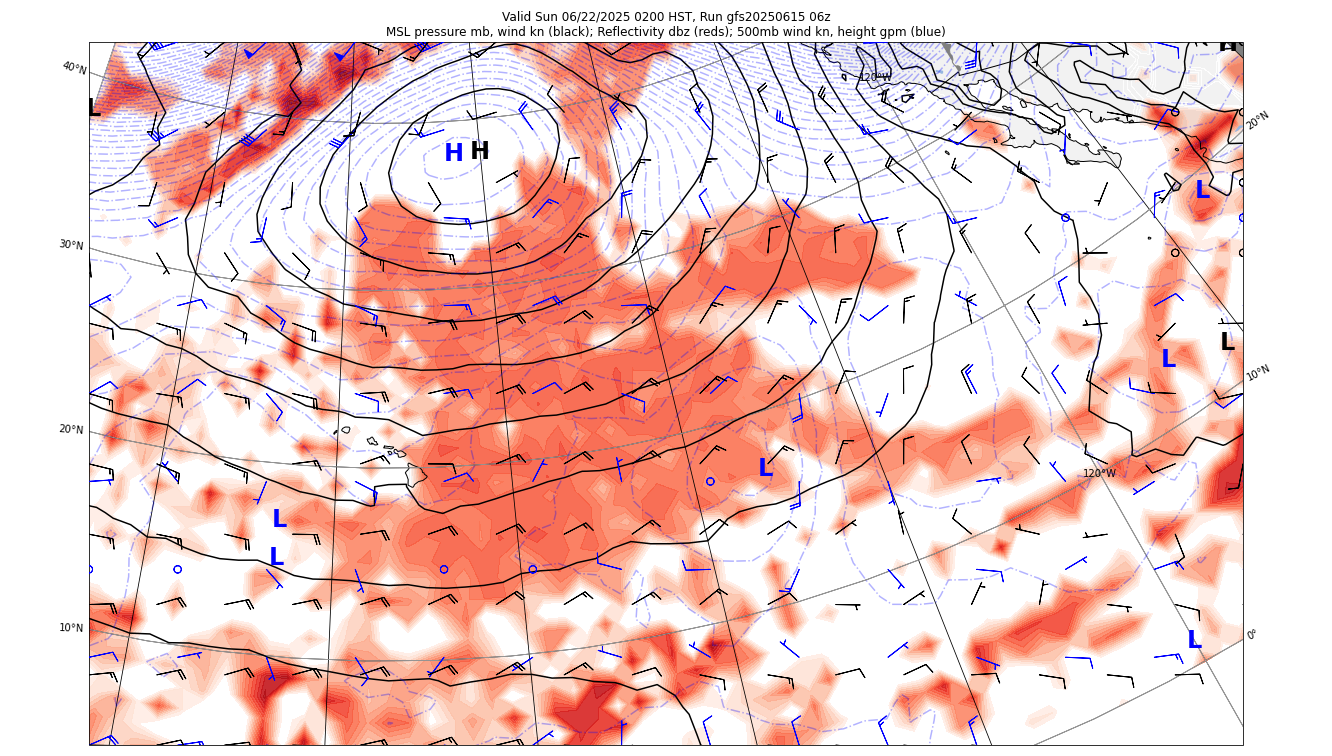 Valid Sun 06/22/2025 0200 HST, Run gfs20250615 06z
MSL pressure mb, wind kn (black); Reflectivity dbz (reds); 500mb wind kn, height gpm (blue)
H
40°N
120°W
L
20°N
H H
L
30°N
L
L
10°N
20°N
L
120°W
L
L
10°N
L
0°